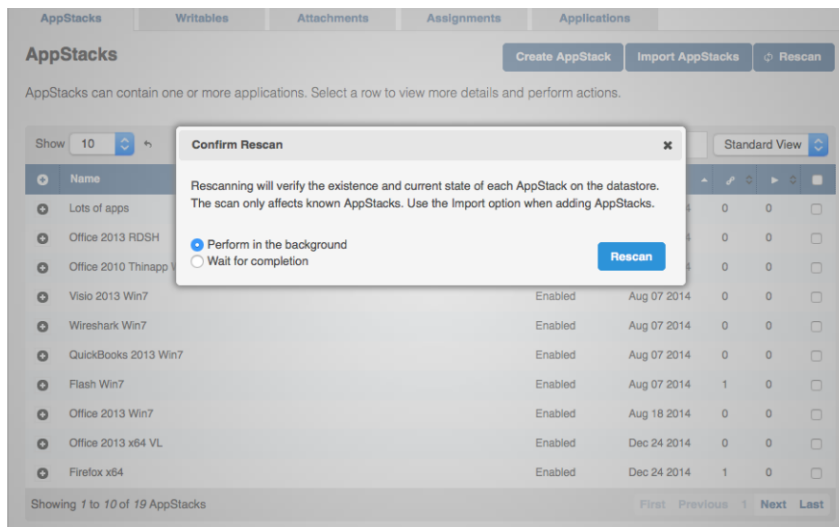 AppStacks Writables Attachments Assignments Applications
AppStacks
Create AppStack Import AppStacks Rescan
AppStacks can contain one or more applications. Select a row to view more details and perform actions.
Show 10 Standard View
Confirm Rescan
Rescanning will verify the existence and current state of each AppStack on the datastore.
The scan only affects known AppStacks. Use the Import option when adding AppStacks.
Perform in the background
Wait for completion
Rescan
Name
Lots of apps 0 0
Office 2013 RDSH 0 0
Office 2010 Thinapp 0 0
Visio 2013 Win7 Enabled Aug 07 2014 0 0
Wireshark Win7 Enabled Aug 07 2014 0 0
QuickBooks 2013 Win7 Enabled Aug 07 2014 0 0
Flash Win7 Enabled Aug 07 2014 1 0
Office 2013 Win7 Enabled Aug 18 2014 0 0
Office 2013 x64 VL Enabled Dec 24 2014 0 0
Firefox x64 Enabled Dec 24 2014 1 0
Showing 1 to 10 of 19 AppStacks First Previous 1 Next Last